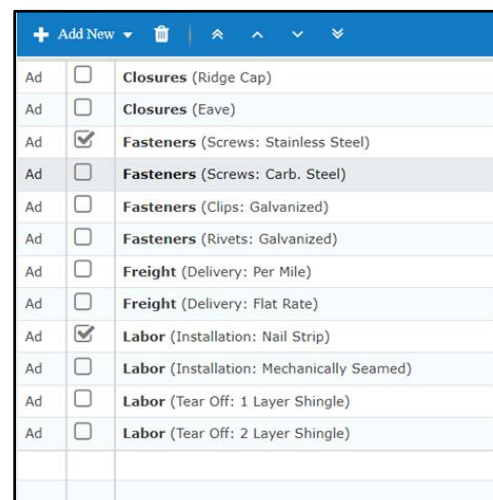 Add New
Ad Closures (Ridge Cap)
Ad Closures (Eave)
Ad Fasteners (Screws: Stainless Steel)
Ad Fasteners (Screws: Carb. Steel)
Ad Fasteners (Clips: Galvanized)
Ad Fasteners (Rivets: Galvanized)
Ad Freight (Delivery: Per Mile)
Ad Freight (Delivery: Flat Rate)
Ad Labor (Installation: Nail Strip)
Ad Labor (Installation: Mechanically Seamed)
Ad Labor (Tear Off: 1 Layer Shingle)
Ad Labor (Tear Off: 2 Layer Shingle)